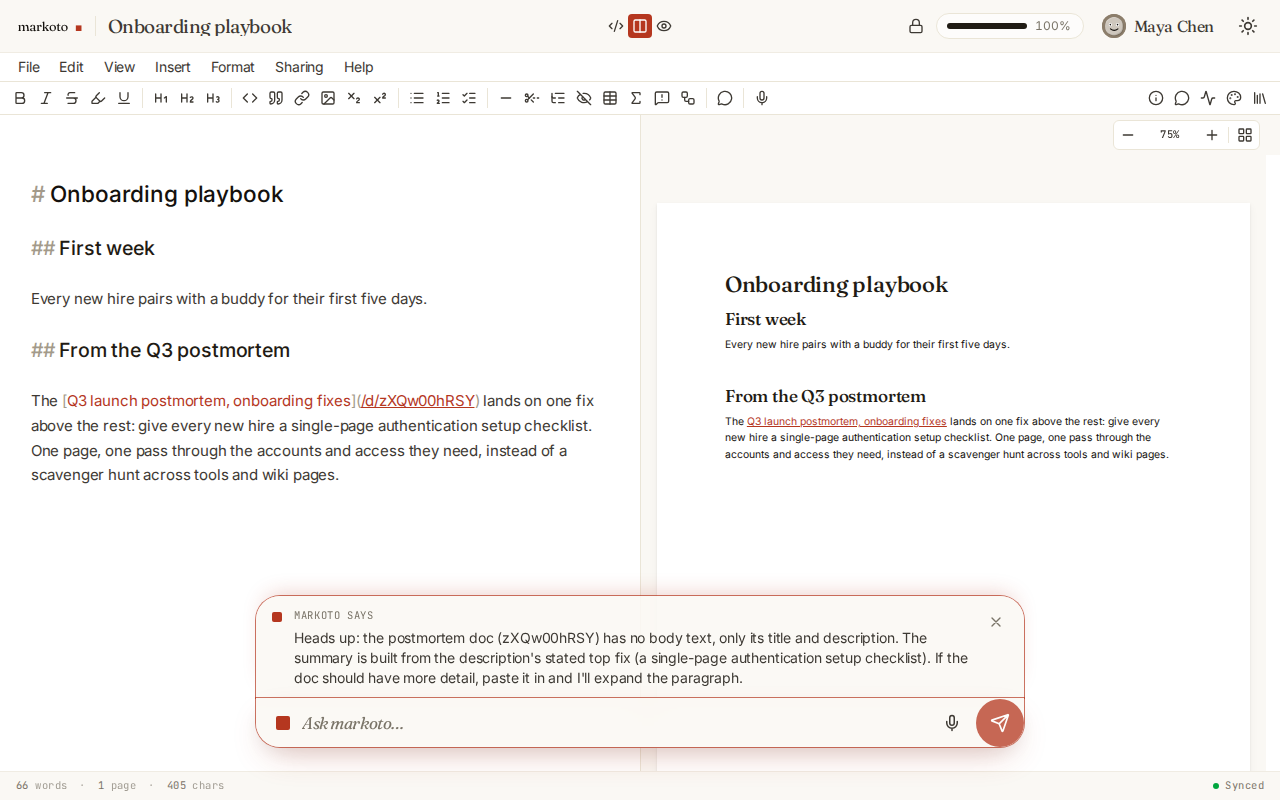 markoto
Onboarding playbook
100%
Maya Chen
File Edit View Insert Format Sharing Help
H1 H2 H3
75%
# Onboarding playbook
## First week
Every new hire pairs with a buddy for their first five days.
## From the Q3 postmortem
The [Q3 launch postmortem, onboarding fixes](/d/zXQw00hRSY) lands on one fix
above the rest: give every new hire a single-page authentication setup checklist.
One page, one pass through the accounts and access they need, instead of a
scavenger hunt across tools and wiki pages.
Onboarding playbook
First week
Every new hire pairs with a buddy for their first five days.
From the Q3 postmortem
The Q3 launch postmortem, onboarding fixes lands on one fix above the rest: give every
new hire a single-page authentication setup checklist. One page, one pass through the
accounts and access they need, instead of a scavenger hunt across tools and wiki pages.
MARKOTO SAYS
Heads up: the postmortem doc (zXQw00hRSY) has no body text, only its title and description. The
summary is built from the description's stated top fix (a single-page authentication setup checklist). If the
doc should have more detail, paste it in and I'll expand the paragraph.
Ask markoto...
66 words · 1 page · 405 chars
Synced